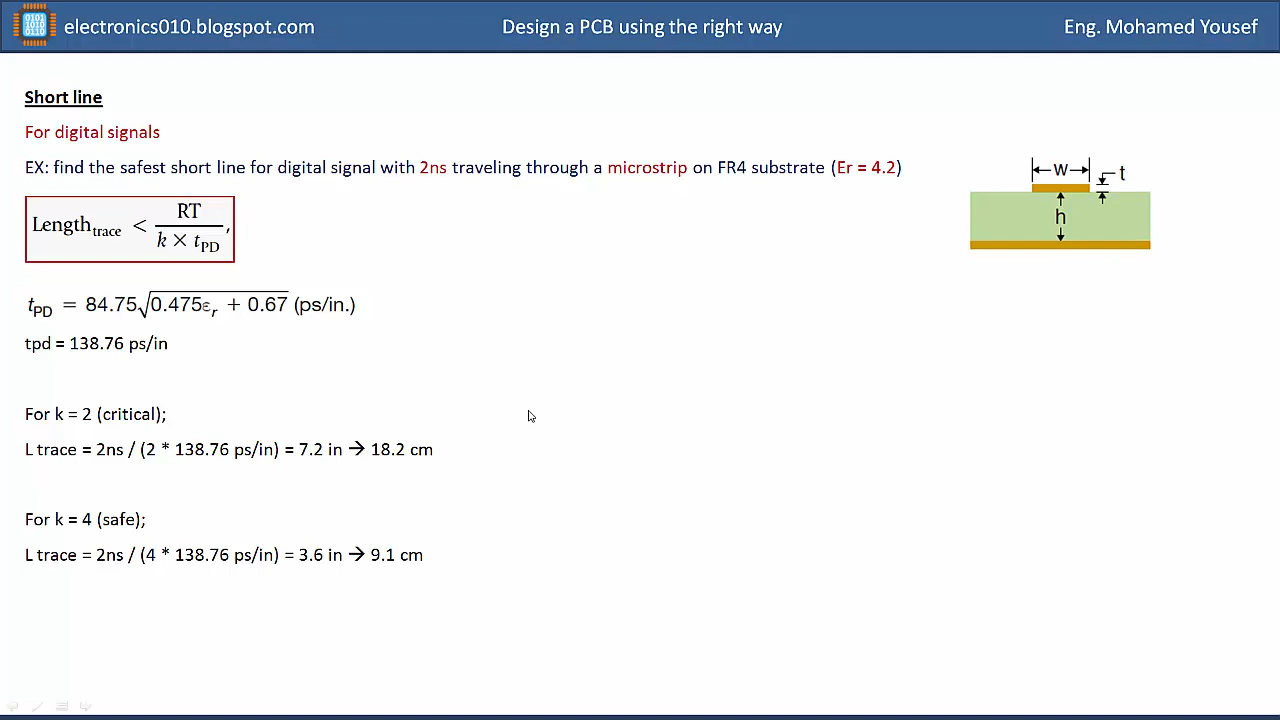 0101
1010
0110
electronics010.blogspot.com
Design a PCB using the right way
Eng. Mohamed Yousef
Short line
For digital signals
EX: find the safest short line for digital signal with 2ns traveling through a microstrip on FR4 substrate (Er = 4.2)
Length_trace < RT / (k × t_PD),
w
t
h
t_PD = 84.75√(0.475ε_r + 0.67) (ps/in.)
tpd = 138.76 ps/in
For k = 2 (critical);
L trace = 2ns / (2 * 138.76 ps/in) = 7.2 in → 18.2 cm
For k = 4 (safe);
L trace = 2ns / (4 * 138.76 ps/in) = 3.6 in → 9.1 cm